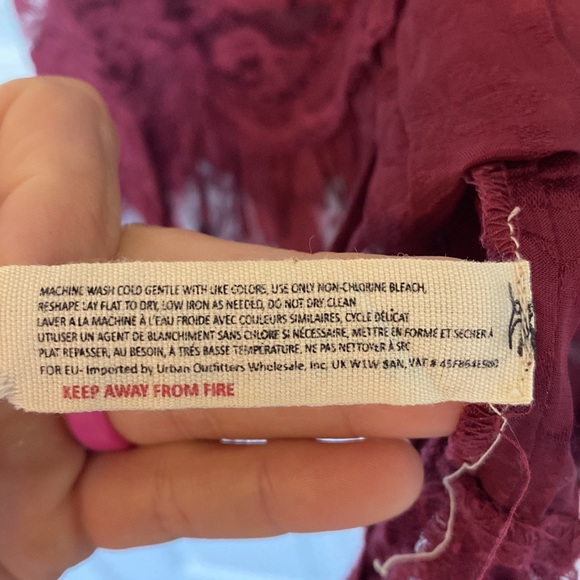 MACHINE WASH COLD GENTLE WITH LIKE COLORS, USE ONLY NON-CHLORINE BLEACH,
RESHAPE LAY FLAT TO DRY, LOW IRON AS NEEDED, DO NOT DRY CLEAN
LAVER A LA MACHINE À L'EAU FROIDE AVEC COULEURS SIMILAIRES, CYCLE DÉLICAT
UTILISER UN AGENT DE BLANCHIMENT SANS CHLORE SI NÉCESSAIRE, METTRE EN FORME ET SECHER À
PLAT REPASSER, AU BESOIN, À TRÈS BASSE TEMPÉRATURE, NE PAS NETTOYER À SEC
FOR EU- Imported by Urban Outfitters Wholesale, Inc. UK W1W 8AN, VAT #
KEEP AWAY FROM FIRE